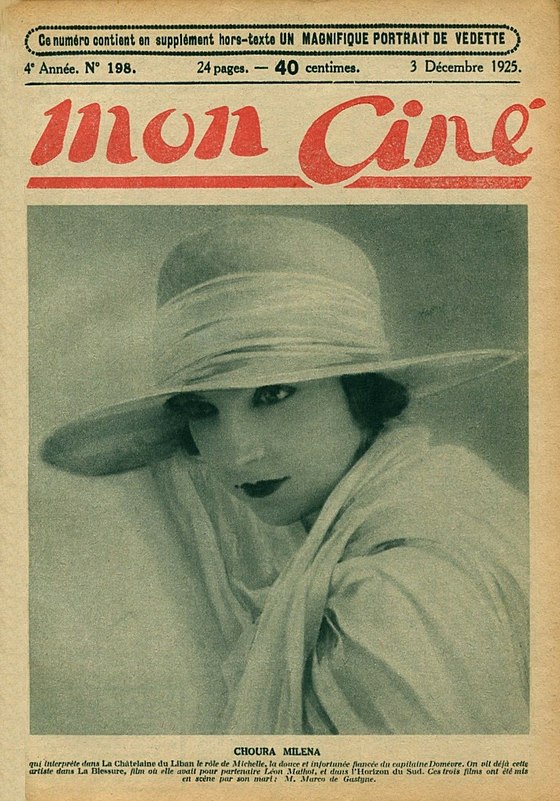 Ce numéro contient en supplément hors-texte UN MAGNIFIQUE PORTRAIT DE VEDETTE
4e Année. N° 198. 24 pages. — 40 centimes. 3 Décembre 1925.
mon Ciné
CHOURA MILENA
qui interprète dans La Châtelaine du Liban le rôle de Michelle, la douce et infortunée fiancée du capitaine Domèvre. On vit déjà cette
artiste dans La Blessure, film où elle avait pour partenaire Léon Mathot, et dans l'Horizon du Sud. Ces trois films ont été mis
en scène par son mari : M. Marco de Gastyne.